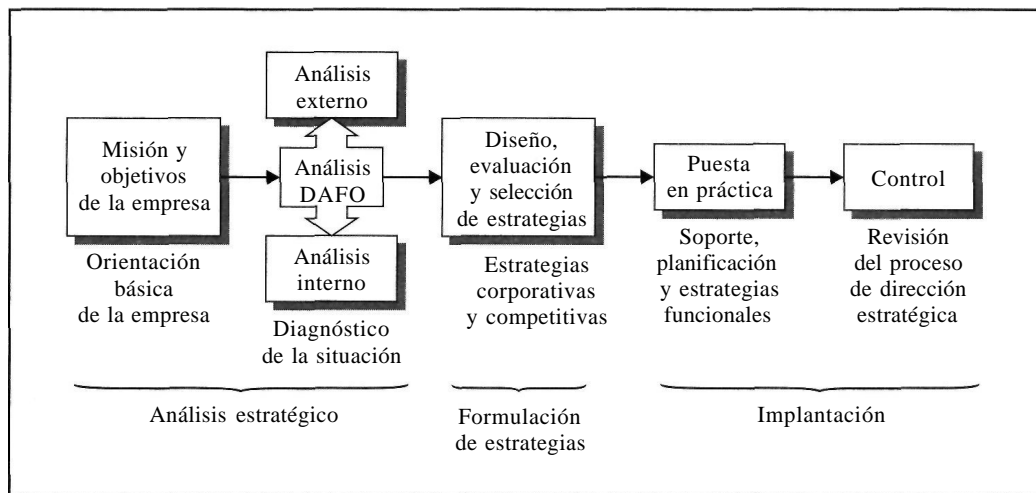 Misión y
objetivos
de la empresa
Orientación
básica
de la empresa
Análisis
externo
Análisis
DAFO
Análisis
interno
Diagnóstico
de la situación
Diseño,
evaluación
y selección
de estrategias
Estrategias
corporativas
y competitivas
Puesta
en práctica
Soporte,
planificación
y estrategias
funcionales
Control
Revisión
del proceso
de dirección
estratégica
Análisis estratégico
Formulación
de estrategias
Implantación